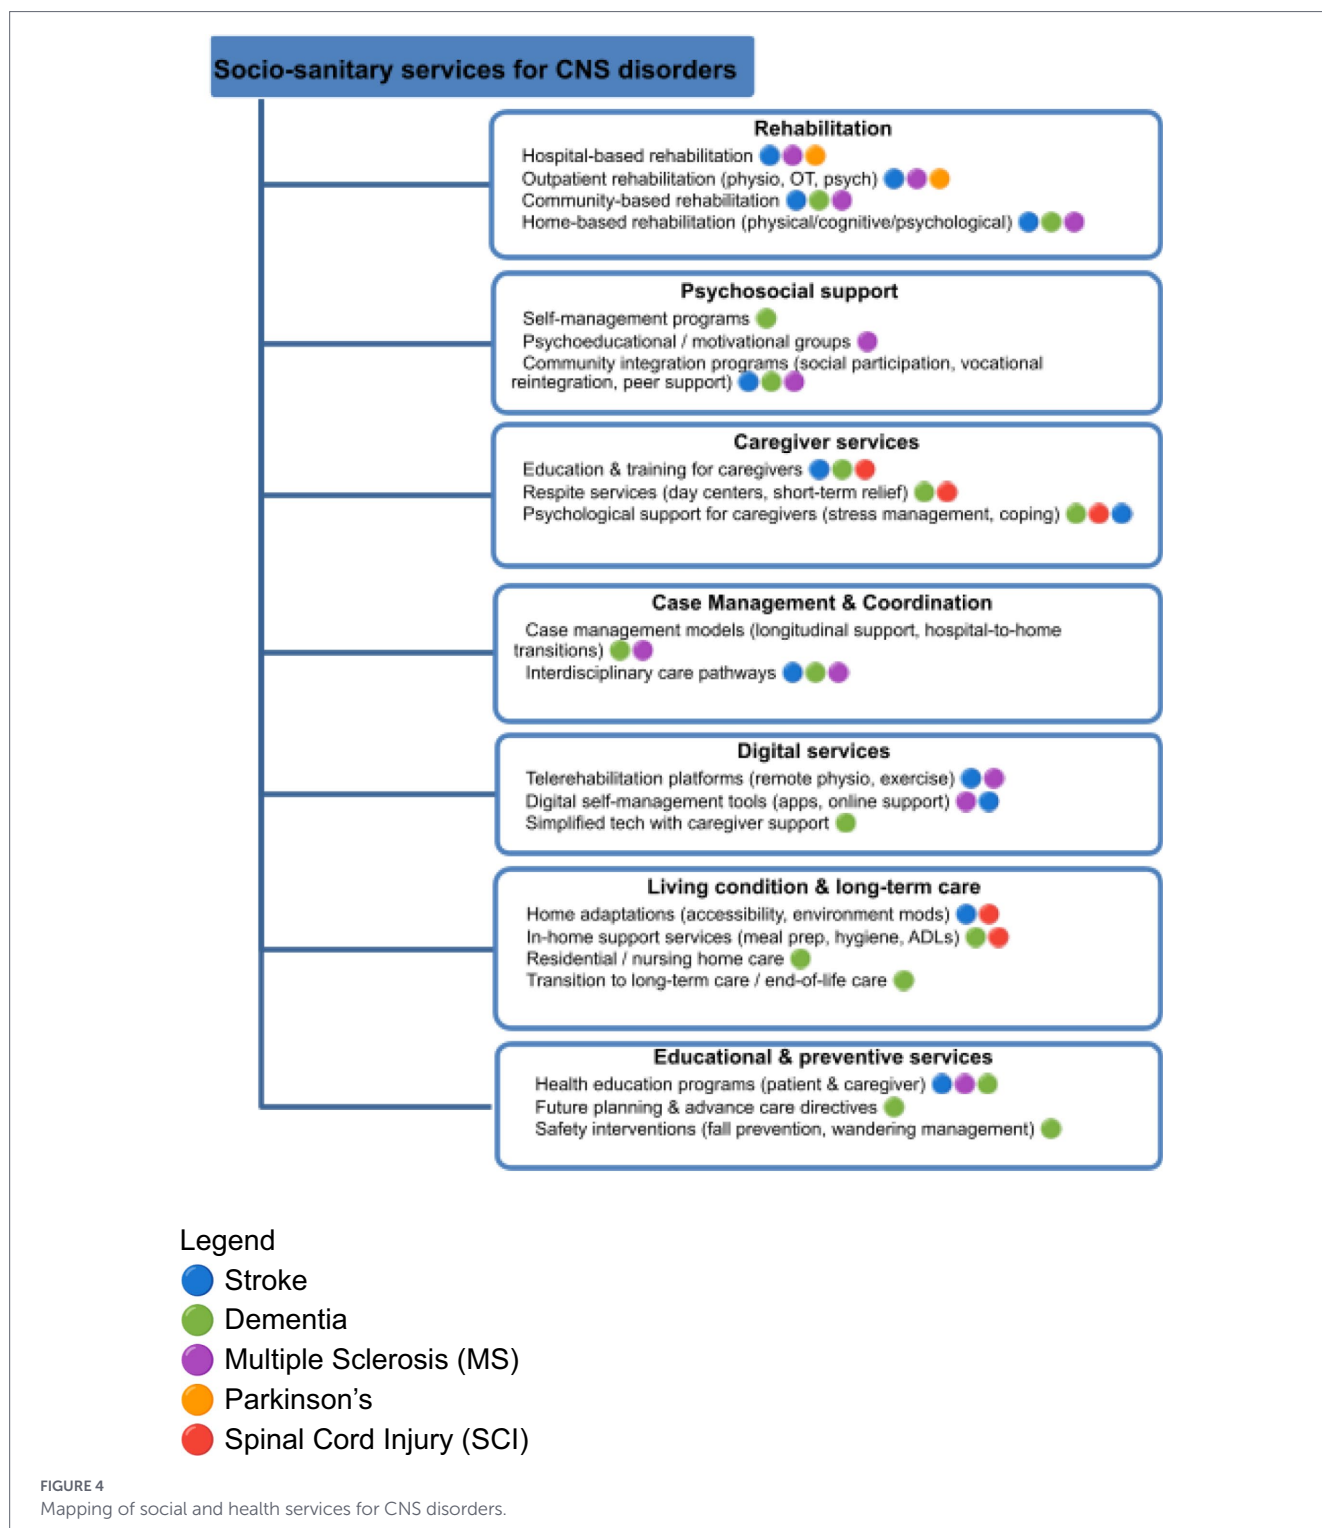 Socio-sanitary services for CNS disorders
Rehabilitation
Hospital-based rehabilitation
Outpatient rehabilitation (physio, OT, psych)
Community-based rehabilitation
Home-based rehabilitation (physical/cognitive/psychological)
Psychosocial support
Self-management programs
Psychoeducational / motivational groups
Community integration programs (social participation, vocational
reintegration, peer support)
Caregiver services
Education & training for caregivers
Respite services (day centers, short-term relief)
Psychological support for caregivers (stress management, coping)
Case Management & Coordination
Case management models (longitudinal support, hospital-to-home
transitions)
Interdisciplinary care pathways
Digital services
Telerehabilitation platforms (remote physio, exercise)
Digital self-management tools (apps, online support)
Simplified tech with caregiver support
Living condition & long-term care
Home adaptations (accessibility, environment mods)
In-home support services (meal prep, hygiene, ADLs)
Residential / nursing home care
Transition to long-term care / end-of-life care
Educational & preventive services
Health education programs (patient & caregiver)
Future planning & advance care directives
Safety interventions (fall prevention, wandering management)
Legend
Stroke
Dementia
Multiple Sclerosis (MS)
Parkinson's
Spinal Cord Injury (SCI)
FIGURE 4
Mapping of social and health services for CNS disorders.